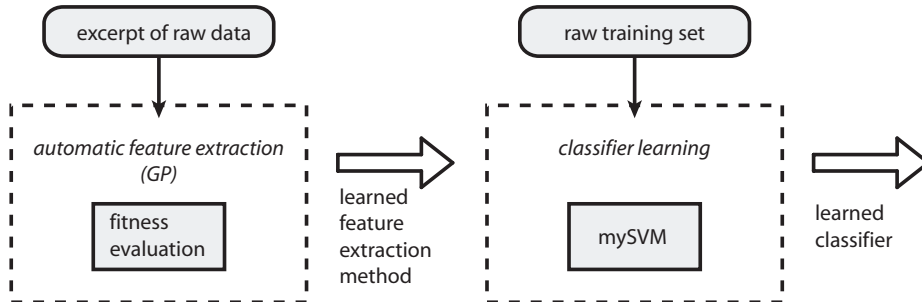 excerpt of raw data
automatic feature extraction
(GP)
fitness
evaluation
learned
feature
extraction
method
raw training set
classifier learning
mySVM
learned
classifier